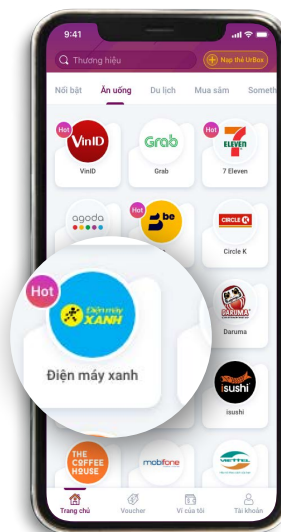 9:41
Thương hiệu
Nạp thẻ UrBox
Nổi bật Ăn uống Du lịch Mua sắm Someth
Hot
VinID
VinID
Grab
Grab
Hot
7 ELEVEN
7 Eleven
agoda
Hot
be
CIRCLE K
Circle K
Hot
Điện máy XANH
Điện máy xanh
DARUMA
Daruma
isushi
isushi
THE COFFEE HOUSE
mobifone
VIETTEL
Trang chủ Voucher Ví của tôi Tài khoản